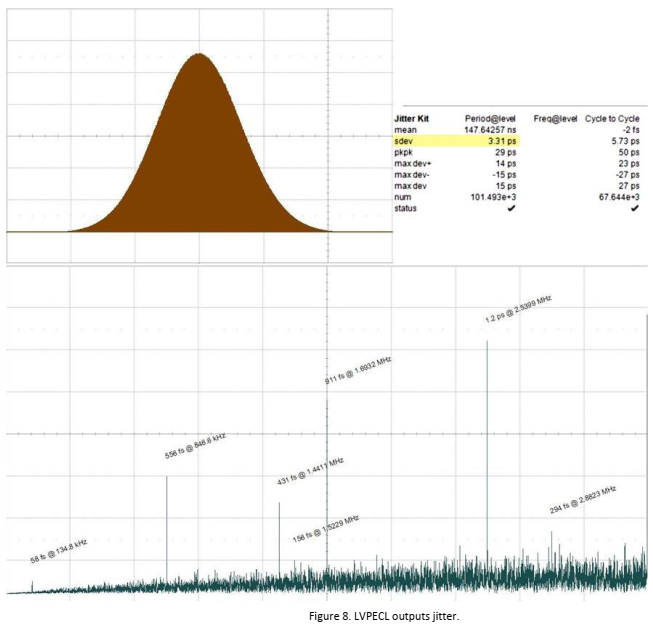 Jitter Kit Period@level Freq@level Cycle to Cycle
mean 147.64257 ns -2 fs
sdev 3.31 ps 5.73 ps
pkpk 29 ps 50 ps
max dev+ 14 ps 23 ps
max dev- -15 ps -27 ps
max dev 15 ps 27 ps
num 101.493e+3 67.644e+3
status ✔ ✔
1.2 ps @ 2.5399 MHz
911 fs @ 1.6932 MHz
556 fs @ 846.6 kHz
431 fs @ 1.4411 MHz
294 fs @ 2.8823 MHz
156 fs @ 1.5229 MHz
58 fs @ 134.8 kHz
Figure 8. LVPECL outputs jitter.